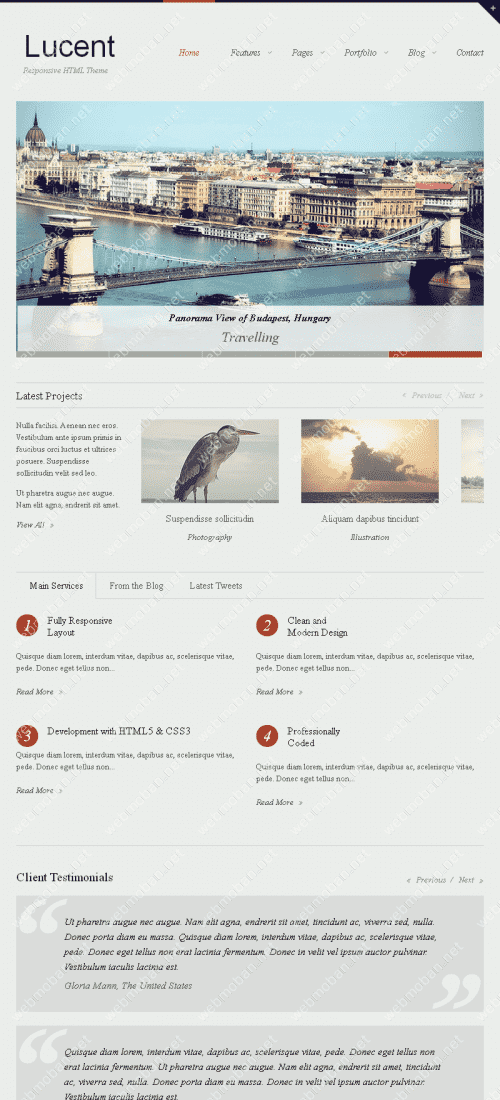 Lucent
Responsive HTML Theme
Home Features Pages Portfolio Blog Contact
Panorama View of Budapest, Hungary
Travelling
Latest Projects
« Previous / Next »
Nulla facilisi. Aenean nec eros.
Vestibulum ante ipsum primis in
faucibus orci luctus et ultrices
posuere. Suspendisse
sollicitudin velit sed leo.
Ut pharetra augue nec augue.
Nam elit agna, endrerit sit amet.
View All »
Suspendisse sollicitudin
Photography
Aliquam dapibus tincidunt
Illustration
Main Services From the Blog Latest Tweets
1 Fully Responsive
Layout
Quisque diam lorem, interdum vitae, dapibus ac, scelerisque vitae,
pede. Donec eget tellus non...
Read More »
2 Clean and
Modern Design
Quisque diam lorem, interdum vitae, dapibus ac, scelerisque vitae,
pede. Donec eget tellus non...
Read More »
3 Development with HTML5 & CSS3
Quisque diam lorem, interdum vitae, dapibus ac, scelerisque vitae,
pede. Donec eget tellus non...
Read More »
4 Professionally
Coded
Quisque diam lorem, interdum vitae, dapibus ac, scelerisque vitae,
pede. Donec eget tellus non...
Read More »
Client Testimonials
« Previous / Next »
Ut pharetra augue nec augue. Nam elit agna, endrerit sit amet, tincidunt ac, viverra sed, nulla.
Donec porta diam eu massa. Quisque diam lorem, interdum vitae, dapibus ac, scelerisque vitae,
pede. Donec eget tellus non erat lacinia fermentum. Donec in velit vel ipsum auctor pulvinar.
Vestibulum iaculis lacinia est.
Gloria Mann, The United States
Quisque diam lorem, interdum vitae, dapibus ac, scelerisque vitae, pede. Donec eget tellus non
erat lacinia fermentum. Ut pharetra augue nec augue. Nam elit agna, endrerit sit amet, tincidunt
ac, viverra sed, nulla. Donec porta diam eu massa. Donec in velit vel ipsum auctor pulvinar.
Vestibulum iaculis lacinia est.